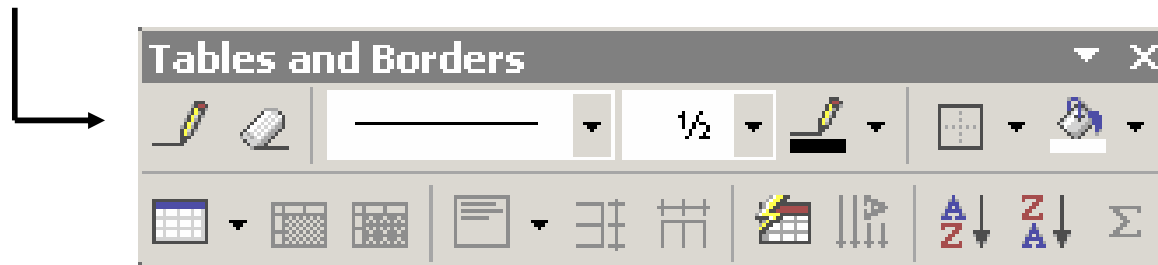 Tables and Borders
½
A Z Z A Σ